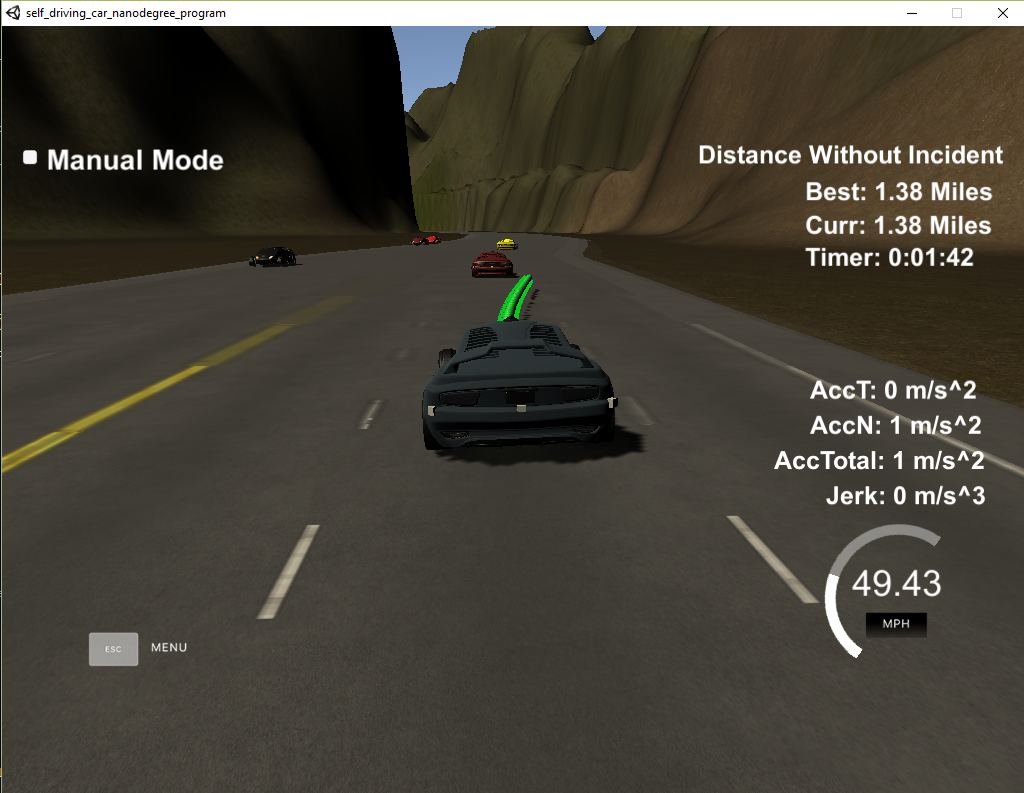 self_driving_car_nanodegree_program
Manual Mode
Distance Without Incident
Best: 1.38 Miles
Curr: 1.38 Miles
Timer: 0:01:42
AccT: 0 m/s^2
AccN: 1 m/s^2
AccTotal: 1 m/s^2
Jerk: 0 m/s^3
49.43
MPH
ESC MENU